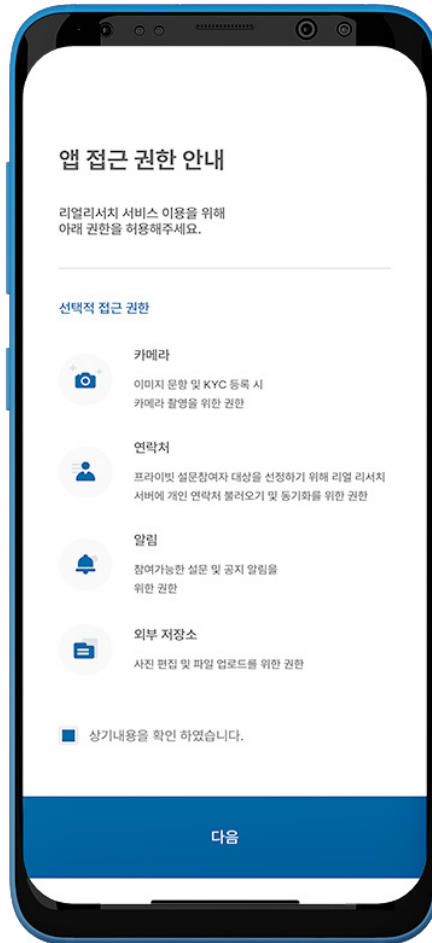 앱 접근 권한 안내
리얼리서치 서비스 이용을 위해
아래 권한을 허용해주세요.
선택적 접근 권한
카메라
이미지 문항 및 KYC 등록 시
카메라 촬영을 위한 권한
연락처
프라이빗 설문참여자 대상을 선정하기 위해 리얼 리서치
서버에 개인 연락처 불러오기 및 동기화를 위한 권한
알림
참여가능한 설문 및 공지 알림을
위한 권한
외부 저장소
사진 편집 및 파일 업로드를 위한 권한
상기내용을 확인 하였습니다.
다음